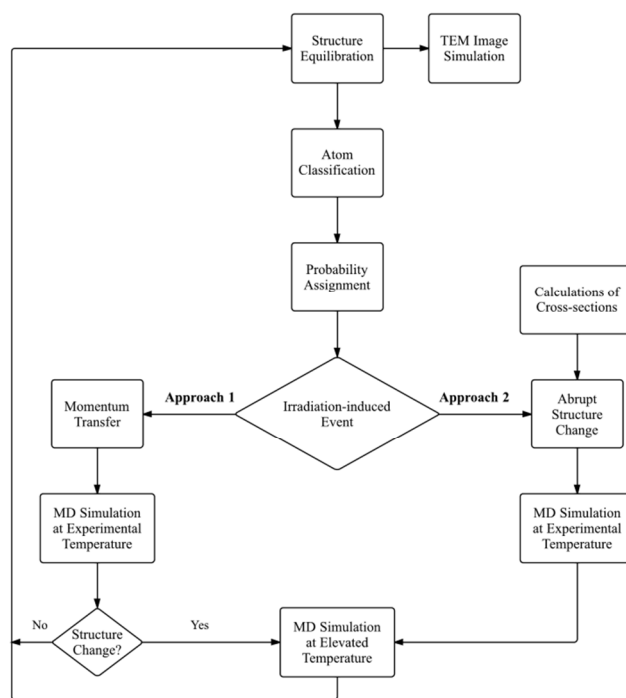 Structure
Equilibration
TEM Image
Simulation
Atom
Classification
Probability
Assignment
Calculations of
Cross-sections
Approach 1
Approach 2
Momentum
Transfer
Irradiation-induced
Event
Abrupt
Structure
Change
MD Simulation
at Experimental
Temperature
MD Simulation
at Experimental
Temperature
No
Structure
Change?
Yes
MD Simulation
at Elevated
Temperature